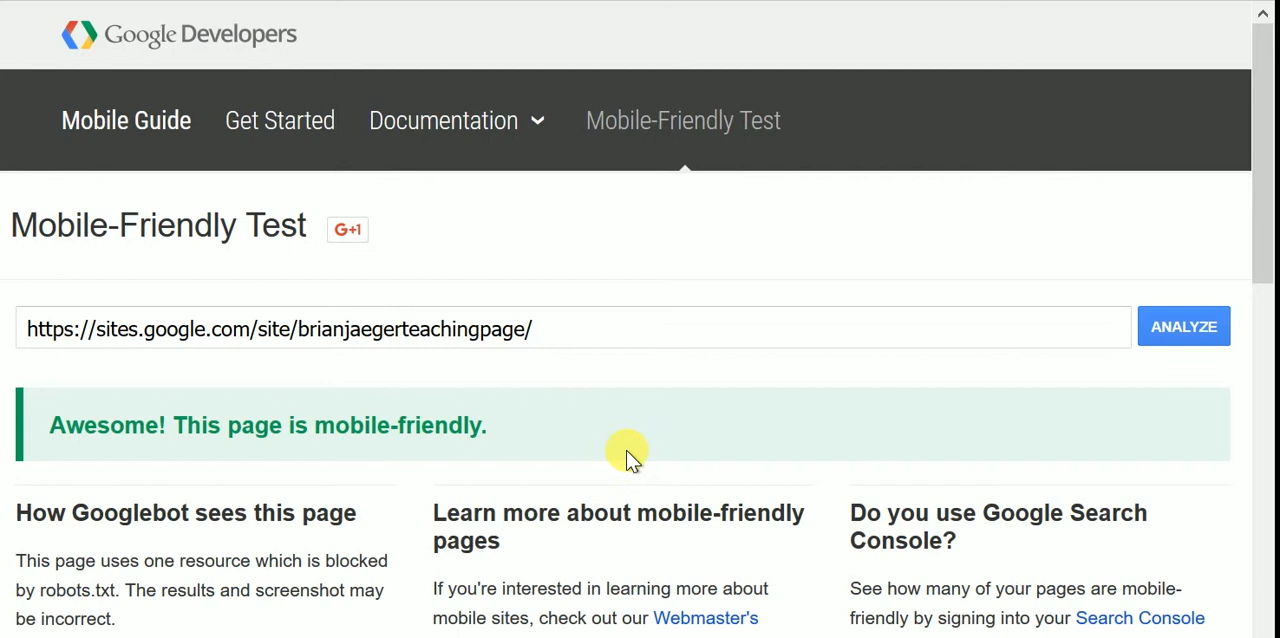 Google Developers
Mobile Guide Get Started Documentation Mobile-Friendly Test
Mobile-Friendly Test G+1
https://sites.google.com/site/brianjaegerteachingpage/ ANALYZE
Awesome! This page is mobile-friendly.
How Googlebot sees this page
This page uses one resource which is blocked
by robots.txt. The results and screenshot may
be incorrect.
Learn more about mobile-friendly
pages
If you're interested in learning more about
mobile sites, check out our Webmaster's
Do you use Google Search
Console?
See how many of your pages are mobile-
friendly by signing into your Search Console